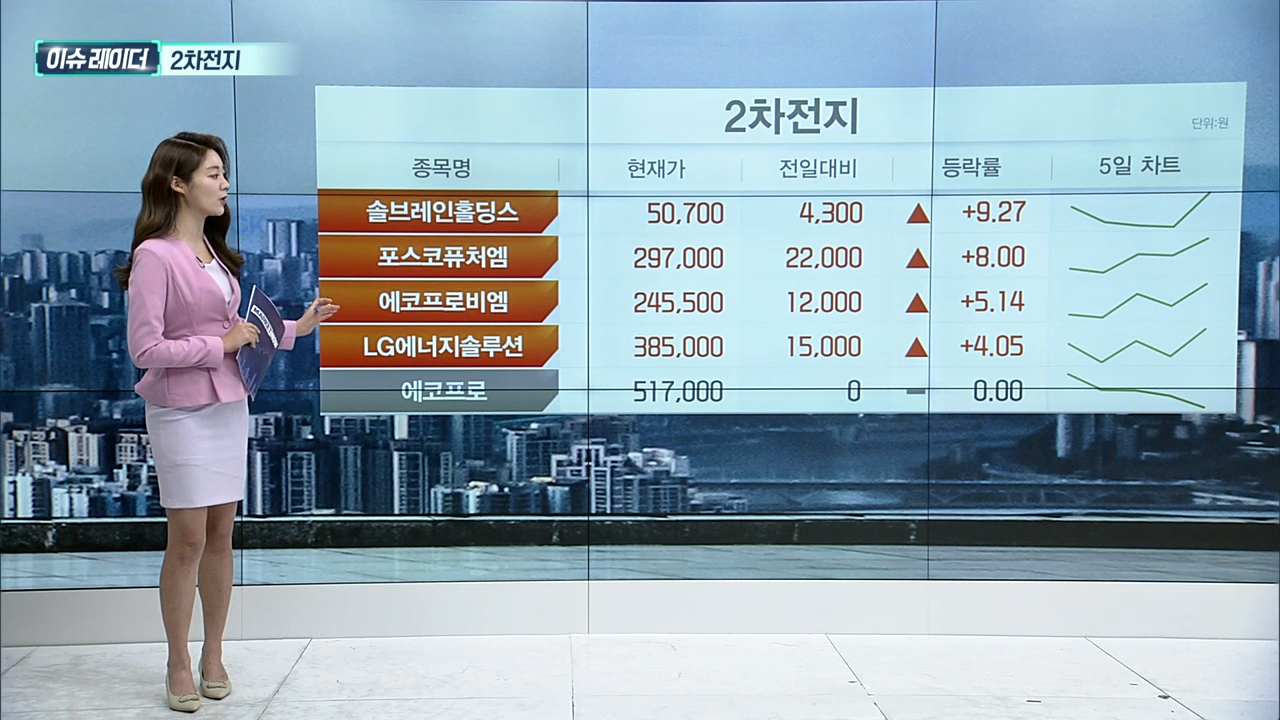 이슈 레이더 2차전지
2차전지
단위:원
종목명 현재가 전일대비 등락률 5일 차트
솔브레인홀딩스 50,700 4,300 ▲ +9.27
포스코퓨처엠 297,000 22,000 ▲ +8.00
에코프로비엠 245,500 12,000 ▲ +5.14
LG에너지솔루션 385,000 15,000 ▲ +4.05
에코프로 517,000 0 - 0.00